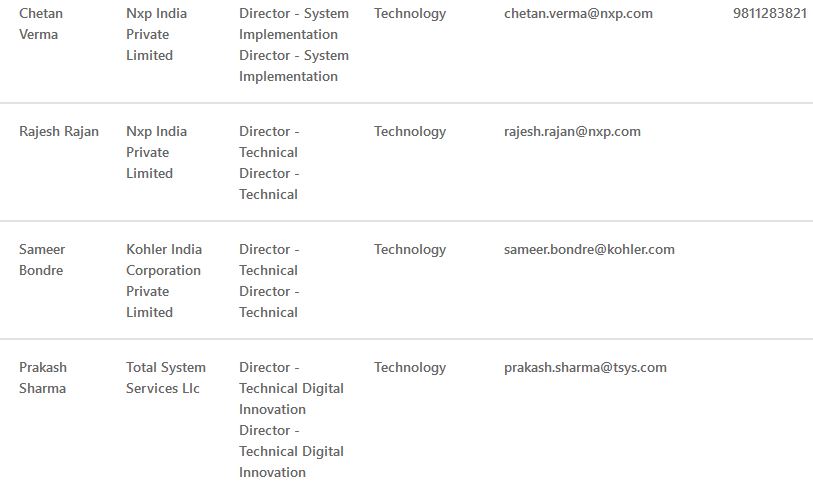 Chetan Verma Nxp India Private Limited Director - System Implementation Director - System Implementation Technology chetan.verma@nxp.com 9811283821
Rajesh Rajan Nxp India Private Limited Director - Technical Director - Technical Technology rajesh.rajan@nxp.com
Sameer Bondre Kohler India Corporation Private Limited Director - Technical Director - Technical Technology sameer.bondre@kohler.com
Prakash Sharma Total System Services Llc Director - Technical Digital Innovation Director - Technical Digital Innovation Technology prakash.sharma@tsys.com